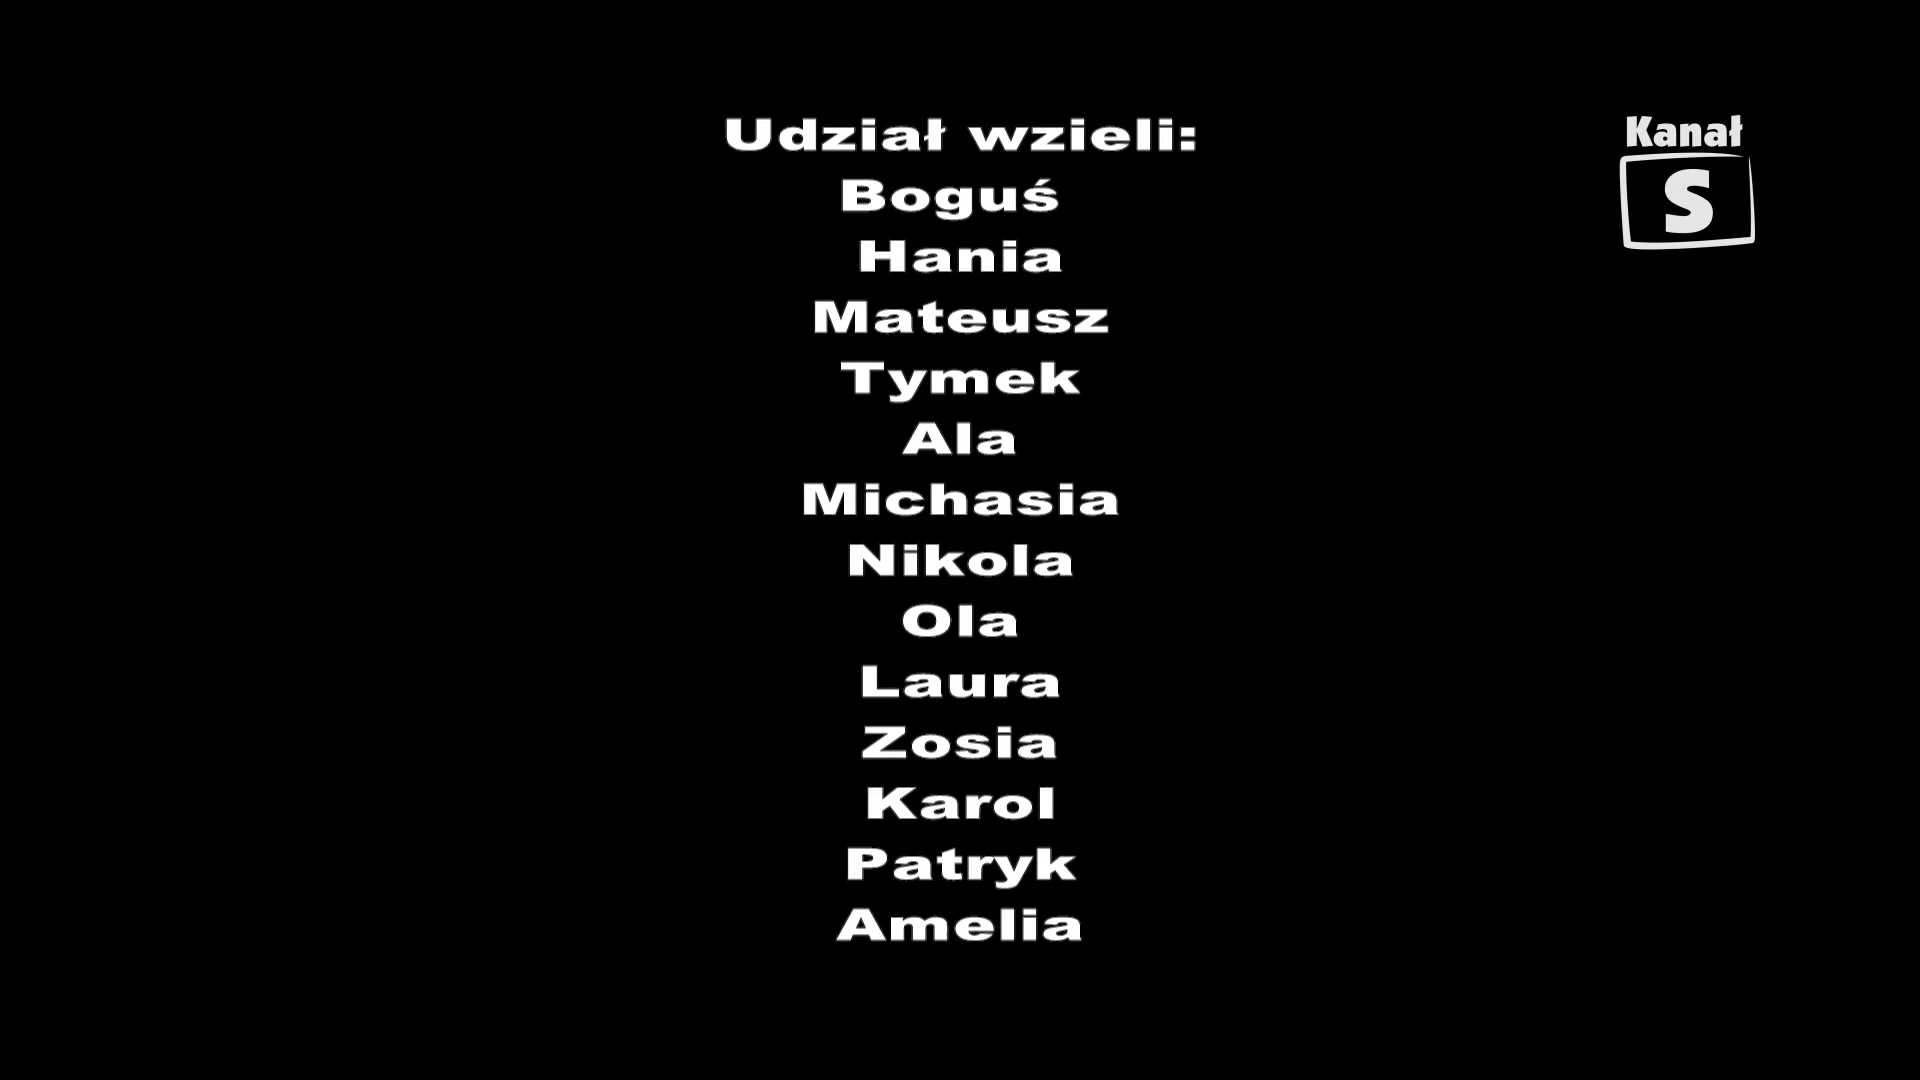 Udział wzieli:
Boguś
Hania
Mateusz
Tymek
Ala
Michasia
Nikola
Ola
Laura
Zosia
Karol
Patryk
Amelia
Kanał
S